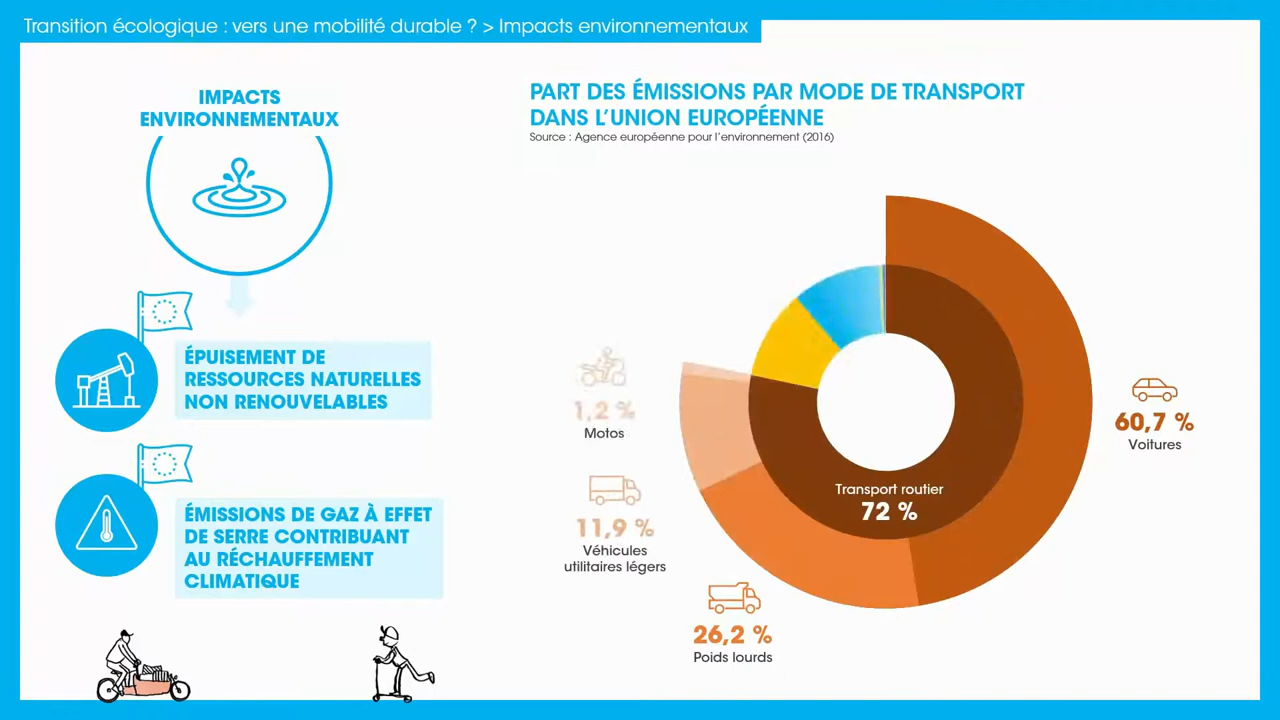 Transition écologique : vers une mobilité durable ? > Impacts environnementaux
IMPACTS
ENVIRONNEMENTAUX
ÉPUISEMENT DE
RESSOURCES NATURELLES
NON RENOUVELABLES
ÉMISSIONS DE GAZ À EFFET
DE SERRE CONTRIBUANT
AU RÉCHAUFFEMENT
CLIMATIQUE
PART DES ÉMISSIONS PAR MODE DE TRANSPORT
DANS L'UNION EUROPÉENNE
Source : Agence européenne pour l'environnement (2016)
1,2 %
Motos
11,9 %
Véhicules
utilitaires légers
26,2 %
Poids lourds
Transport routier
72 %
60,7 %
Voitures